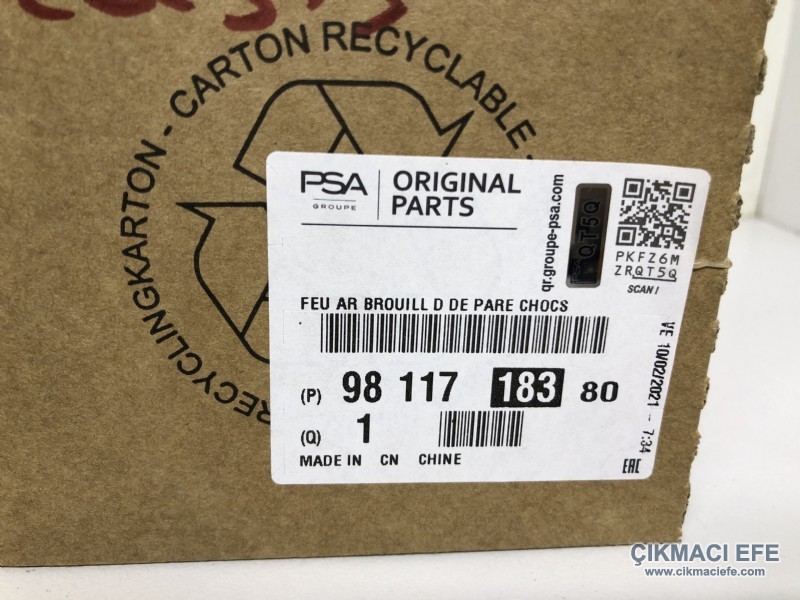 CARTON RECYCLABLE -
RECYCLINGKARTON -
PSA
GROUPE
ORIGINAL
PARTS
qr.groupe-psa.com
QT5Q
PKFZ6M
ZRQT5Q
SCAN !
FEU AR BROUILL D DE PARE CHOCS
(P) 98 117 183 80
(Q) 1
MADE IN CN CHINE
VE 10/02/2021 - 7:34
EAC
ÇIKMACI EFE
www.cikmaciefe.com